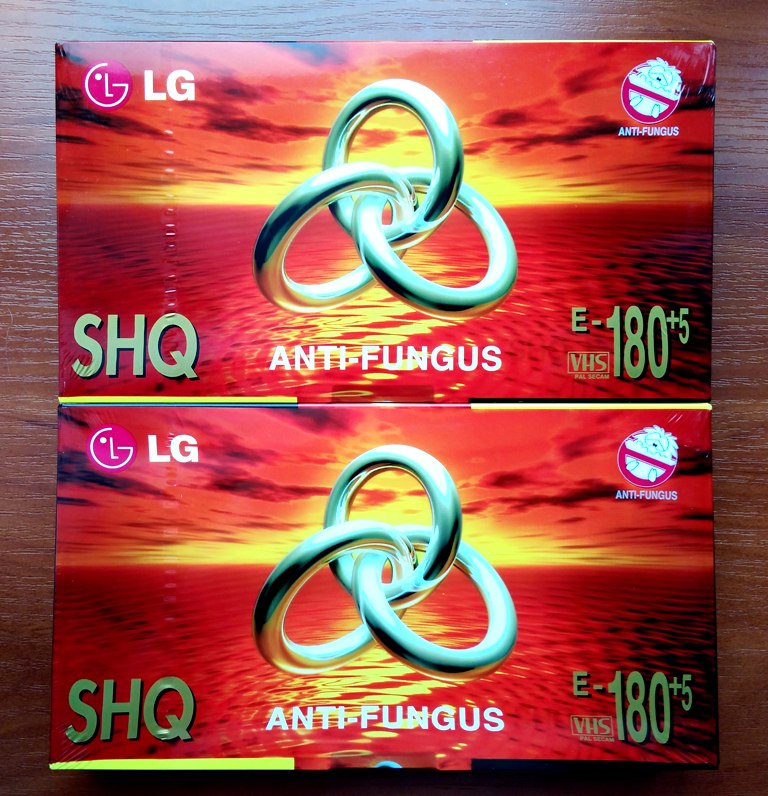 LG
ANTI-FUNGUS
SHQ
ANTI-FUNGUS
E-180+5
VHS
PAL SECAM
LG
ANTI-FUNGUS
SHQ
ANTI-FUNGUS
E-180+5
VHS
PAL SECAM